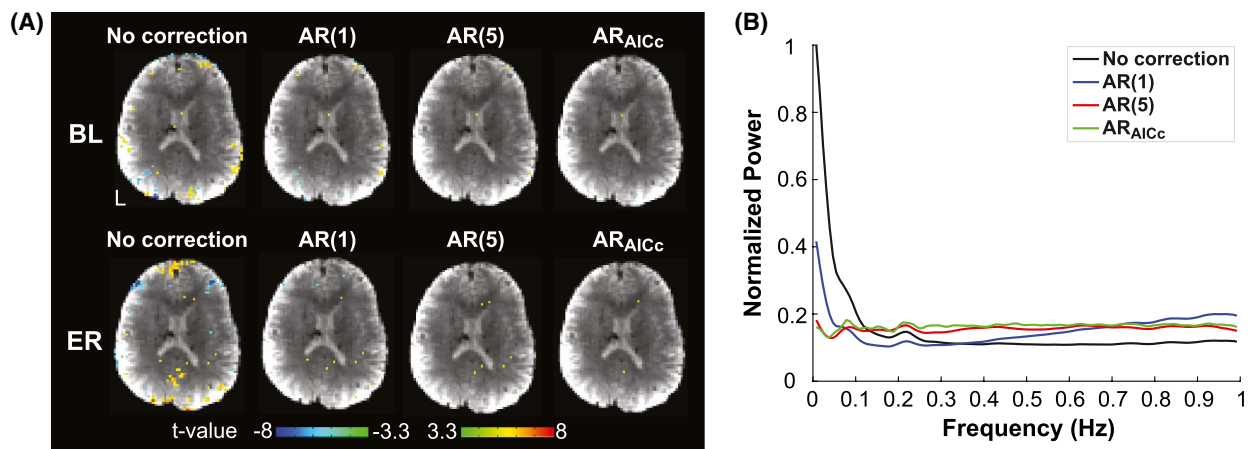 (A)
No correction AR(1) AR(5) ARAICc
BL
L
No correction AR(1) AR(5) ARAICc
ER
t-value -8 -3.3 3.3 8
(B)
No correction
AR(1)
AR(5)
ARAICc
Normalized Power
1
0.8
0.6
0.4
0.2
0
0 0.1 0.2 0.3 0.4 0.5 0.6 0.7 0.8 0.9 1
Frequency (Hz)